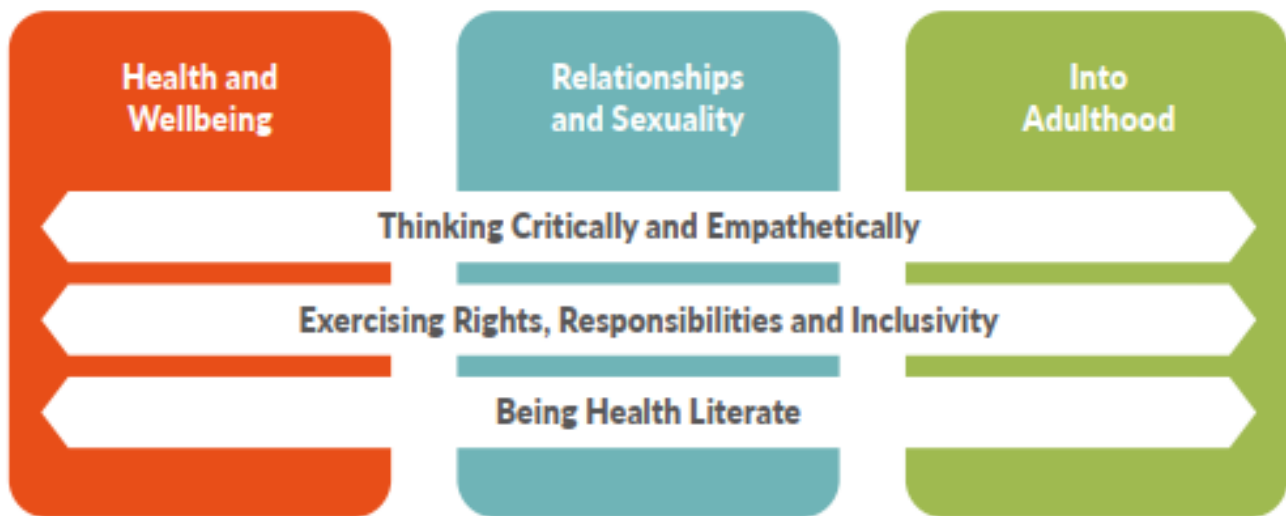 Health and
Wellbeing
Relationships
and Sexuality
Into
Adulthood
Thinking Critically and Empathetically
Exercising Rights, Responsibilities and Inclusivity
Being Health Literate